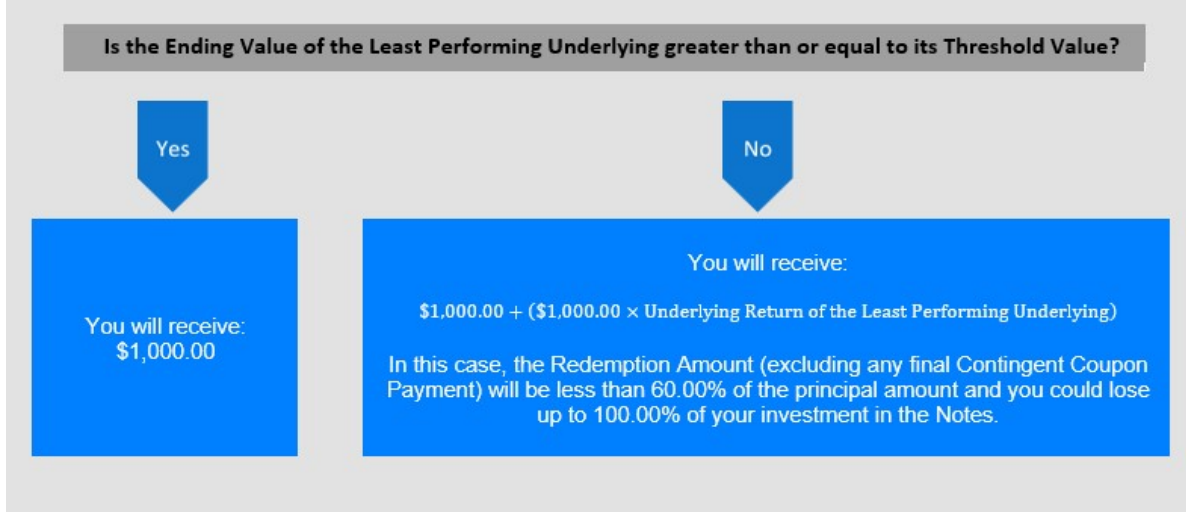 Is the Ending Value of the Least Performing Underlying greater than or equal to its Threshold Value?
Yes
No
You will receive:
$1,000.00
You will receive:
$1,000.00 + ($1,000.00 × Underlying Return of the Least Performing Underlying)
In this case, the Redemption Amount (excluding any final Contingent Coupon
Payment) will be less than 60.00% of the principal amount and you could lose
up to 100.00% of your investment in the Notes.